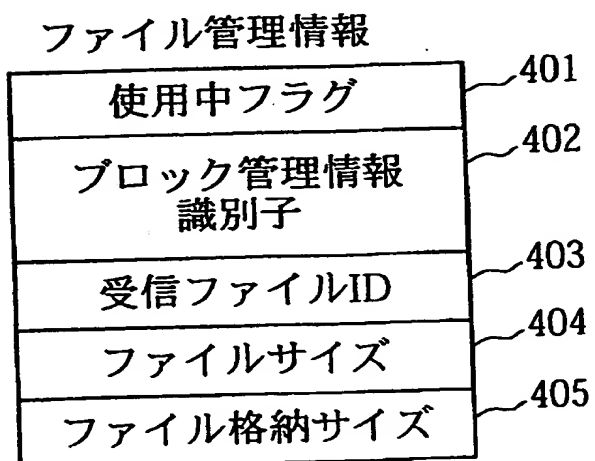 ファイル管理情報
使用中フラグ
401
ブロック管理情報
識別子
402
受信ファイルID
403
ファイルサイズ
404
ファイル格納サイズ
405